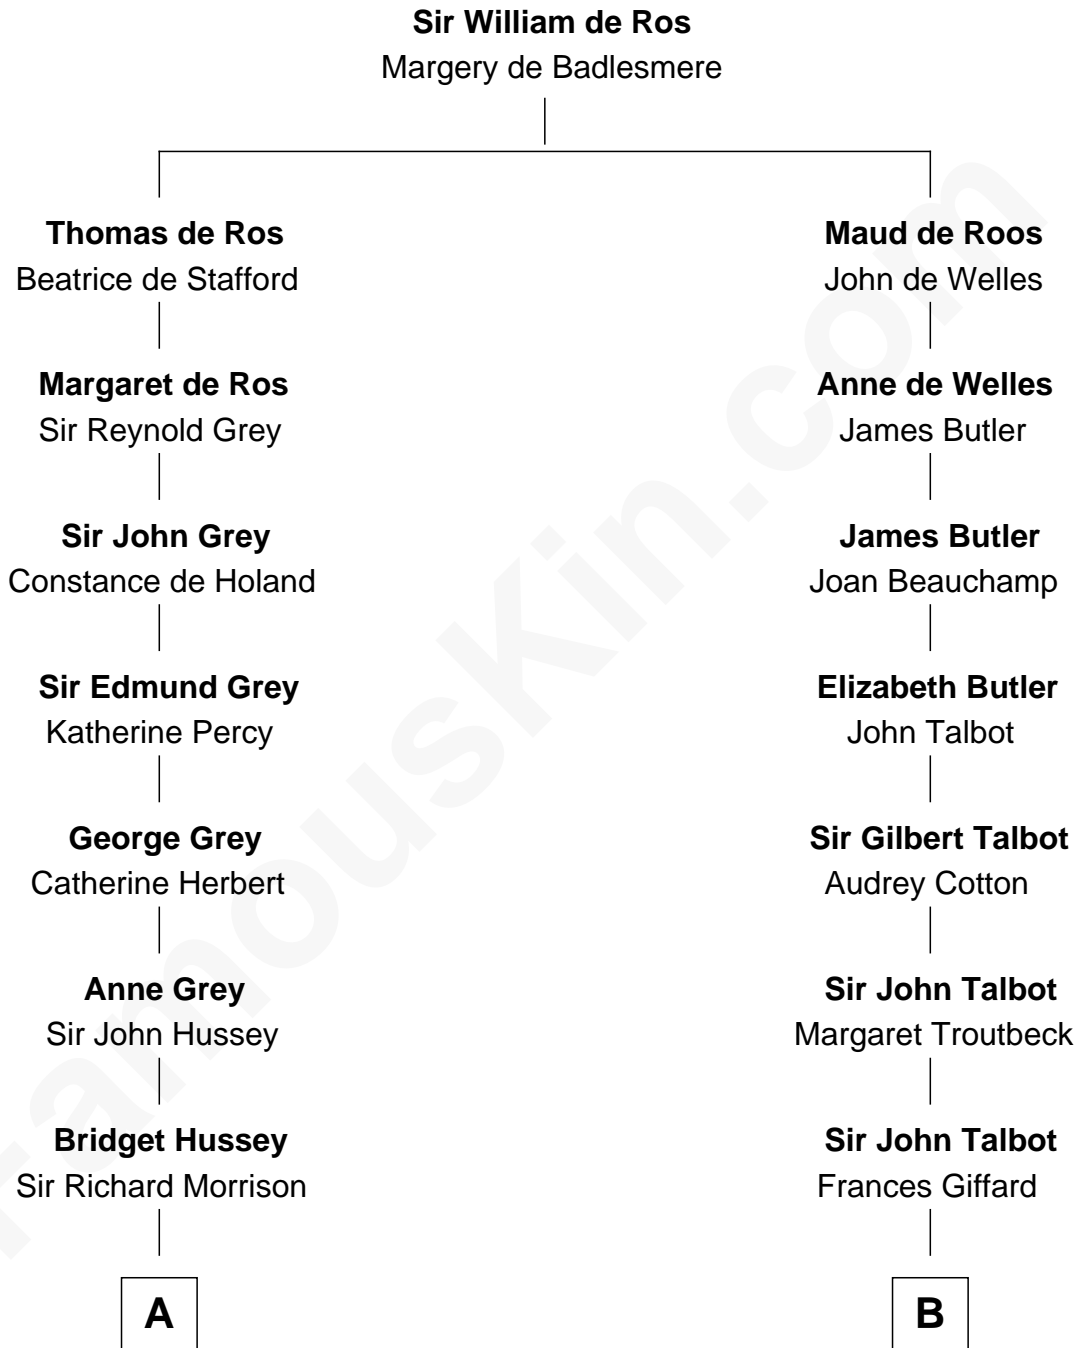 Sir William de Ros
Margery de Badlesmere
Thomas de Ros
Beatrice de Stafford
Margaret de Ros
Sir Reynold Grey
Sir John Grey
Constance de Holand
Sir Edmund Grey
Katherine Percy
George Grey
Catherine Herbert
Anne Grey
Sir John Hussey
Bridget Hussey
Sir Richard Morrison
A
Maud de Roos
John de Welles
Anne de Welles
James Butler
James Butler
Joan Beauchamp
Elizabeth Butler
John Talbot
Sir Gilbert Talbot
Audrey Cotton
Sir John Talbot
Margaret Troutbeck
Sir John Talbot
Frances Giffard
B
FamousKin.com